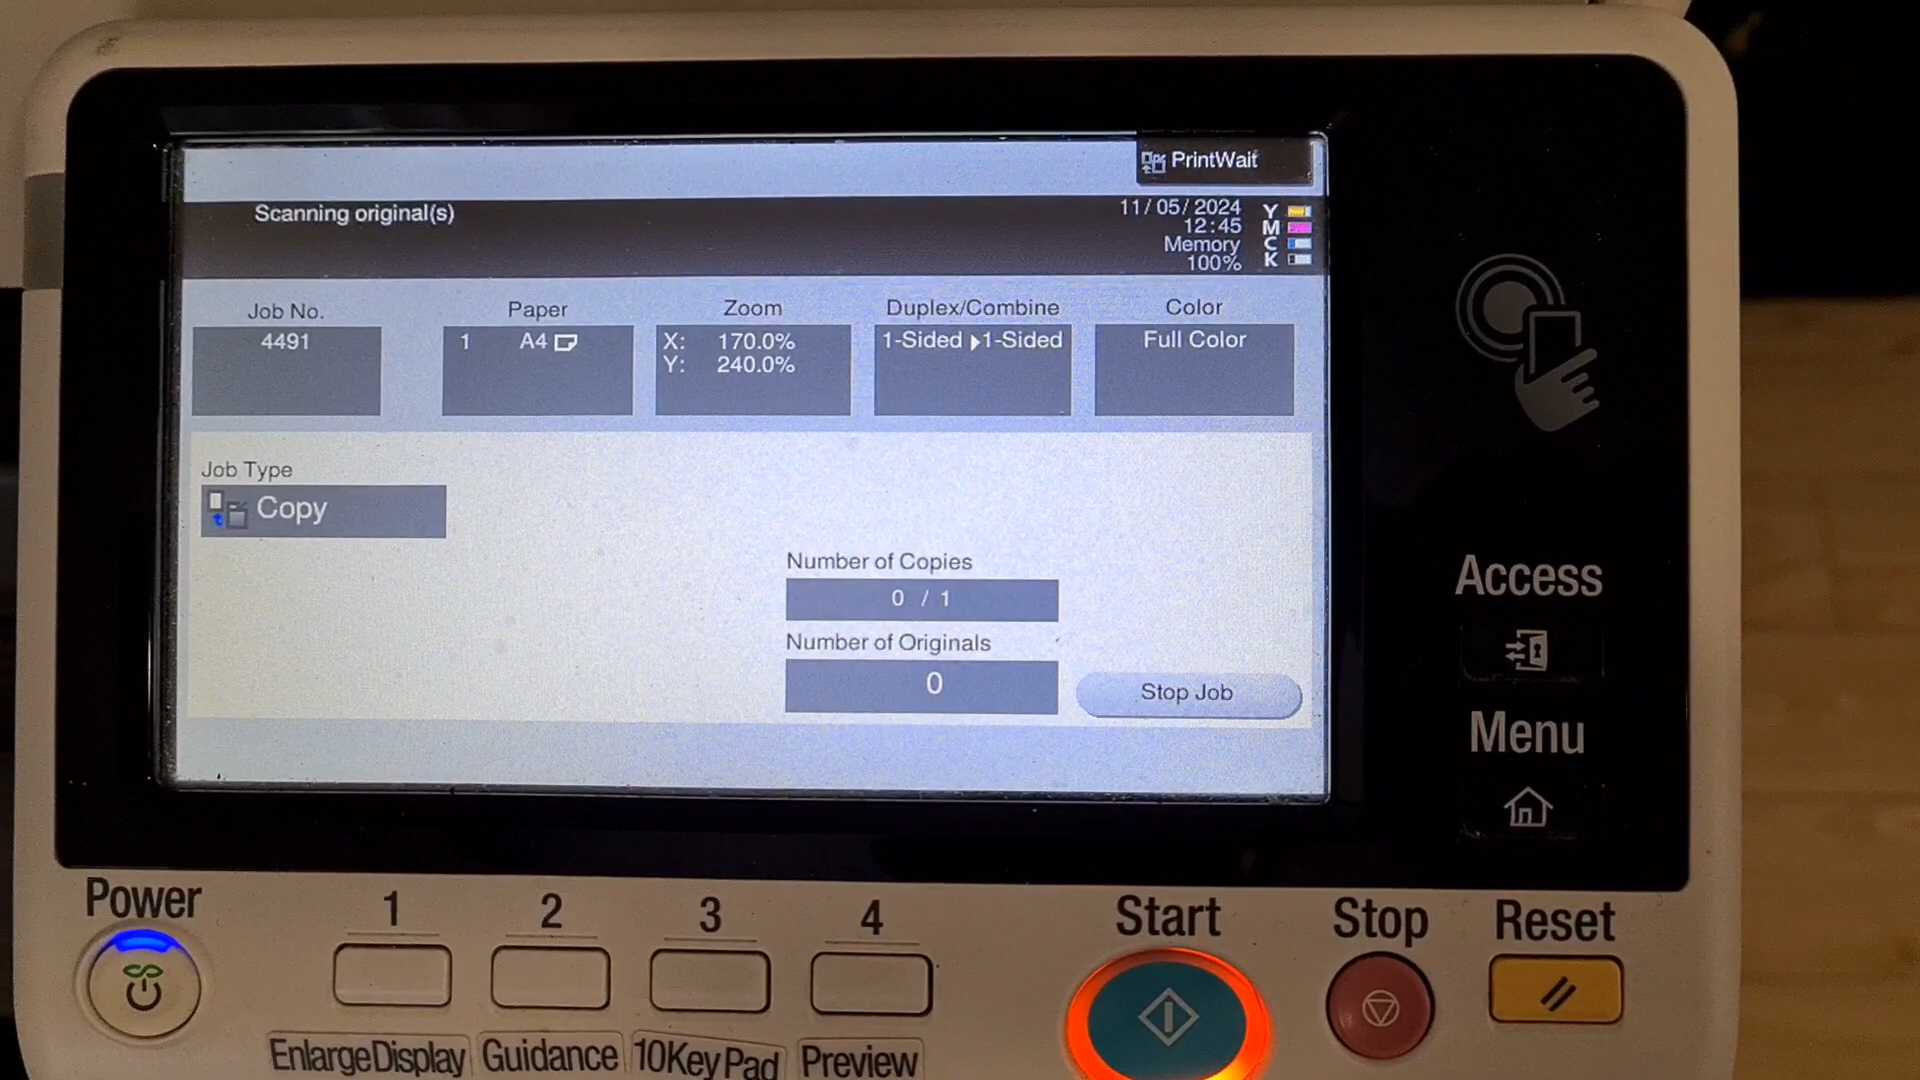 PrintWait
Scanning original(s)
11/05/2024
12:45
Memory
100%
Y
M
C
K
Job No.
4491
Paper
1 A4
Zoom
X: 170.0%
Y: 240.0%
Duplex/Combine
1-Sided ▶1-Sided
Color
Full Color
Job Type
Copy
Number of Copies
0 / 1
Number of Originals
0
Stop Job
Access
Menu
Power
1
2
3
4
Start
Stop
Reset
EnlargeDisplay
Guidance
10KeyPad
Preview